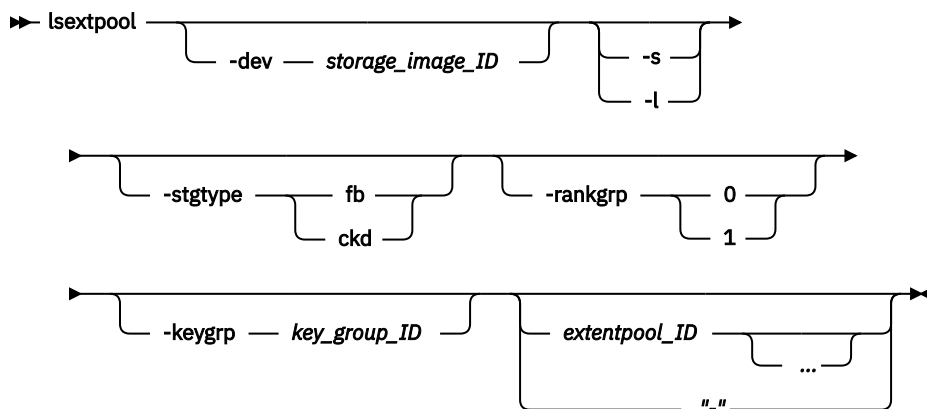 lsextpool -dev storage_image_ID -s
-l
-stgtype fb -rankgrp 0
ckd 1
-keygrp key_group_ID extentpool_ID ...
"-"